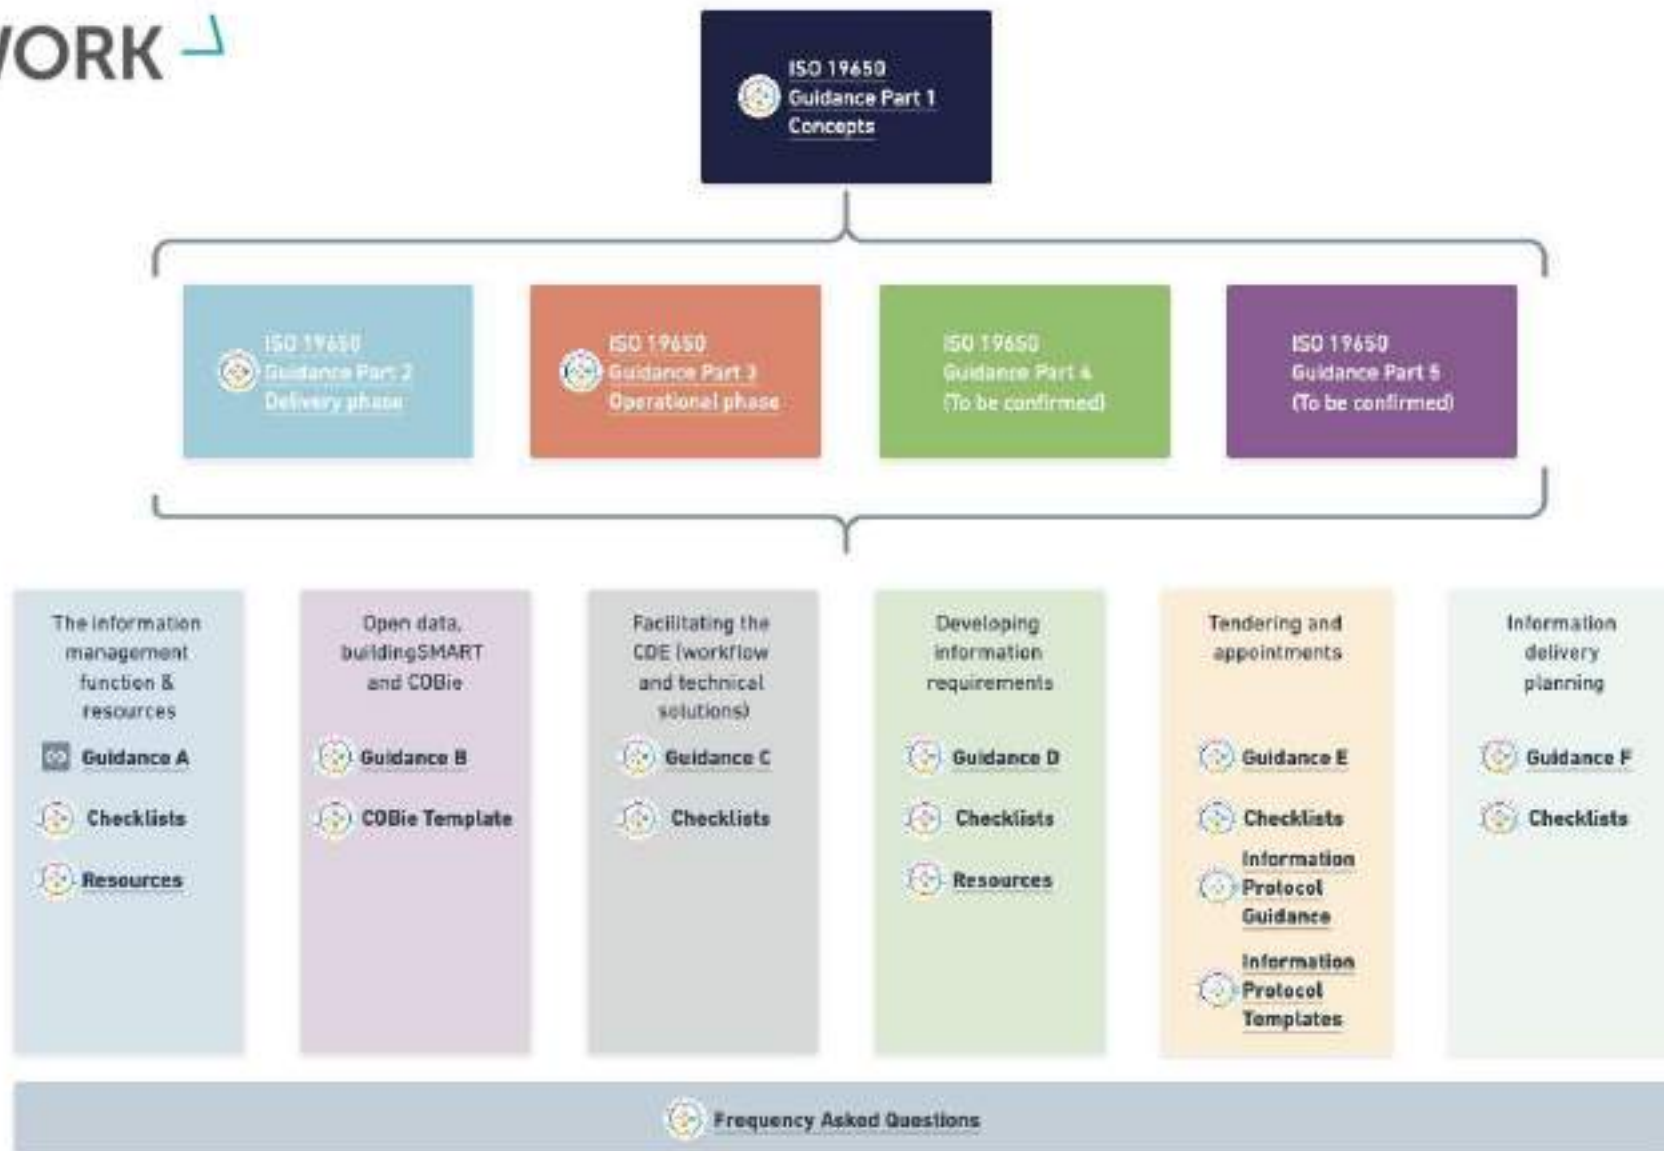 WORK
ISO 19650
Guidance Part 1
Concepts
ISO 19650
Guidance Part 2
Delivery phase
ISO 19650
Guidance Part 3
Operational phase
ISO 19650
Guidance Part 4
(To be confirmed)
ISO 19650
Guidance Part 5
(To be confirmed)
The information
management
function &
resources
Guidance A
Checklists
Resources
Open data,
buildingSMART
and COBie
Guidance B
COBie Template
Facilitating the
CDE (workflow
and technical
solutions)
Guidance C
Checklists
Developing
information
requirements
Guidance D
Checklists
Resources
Tendering and
appointments
Guidance E
Checklists
Information
Protocol
Guidance
Information
Protocol
Templates
Information
delivery
planning
Guidance F
Checklists
Frequency Asked Questions